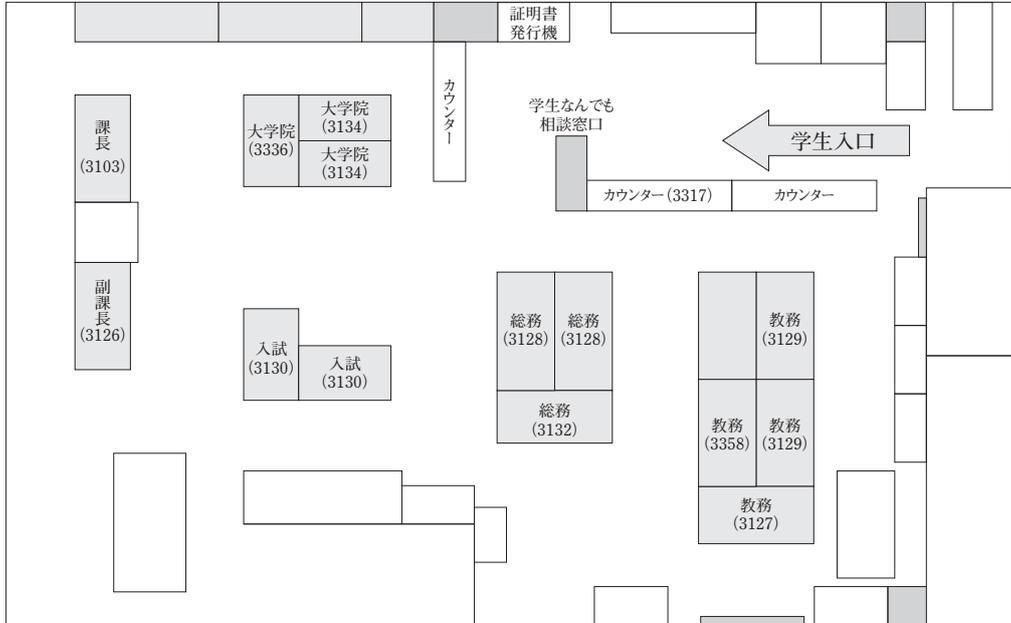 証明書
発行機
カウンター
学生なんでも
相談窓口
学生入口
課長
(3103)
大学院
(3336)
大学院
(3134)
大学院
(3134)
カウンター(3317)
カウンター
副課長
(3126)
入試
(3130)
入試
(3130)
総務
(3128)
総務
(3128)
総務
(3132)
教務
(3129)
教務
(3358)
教務
(3129)
教務
(3127)